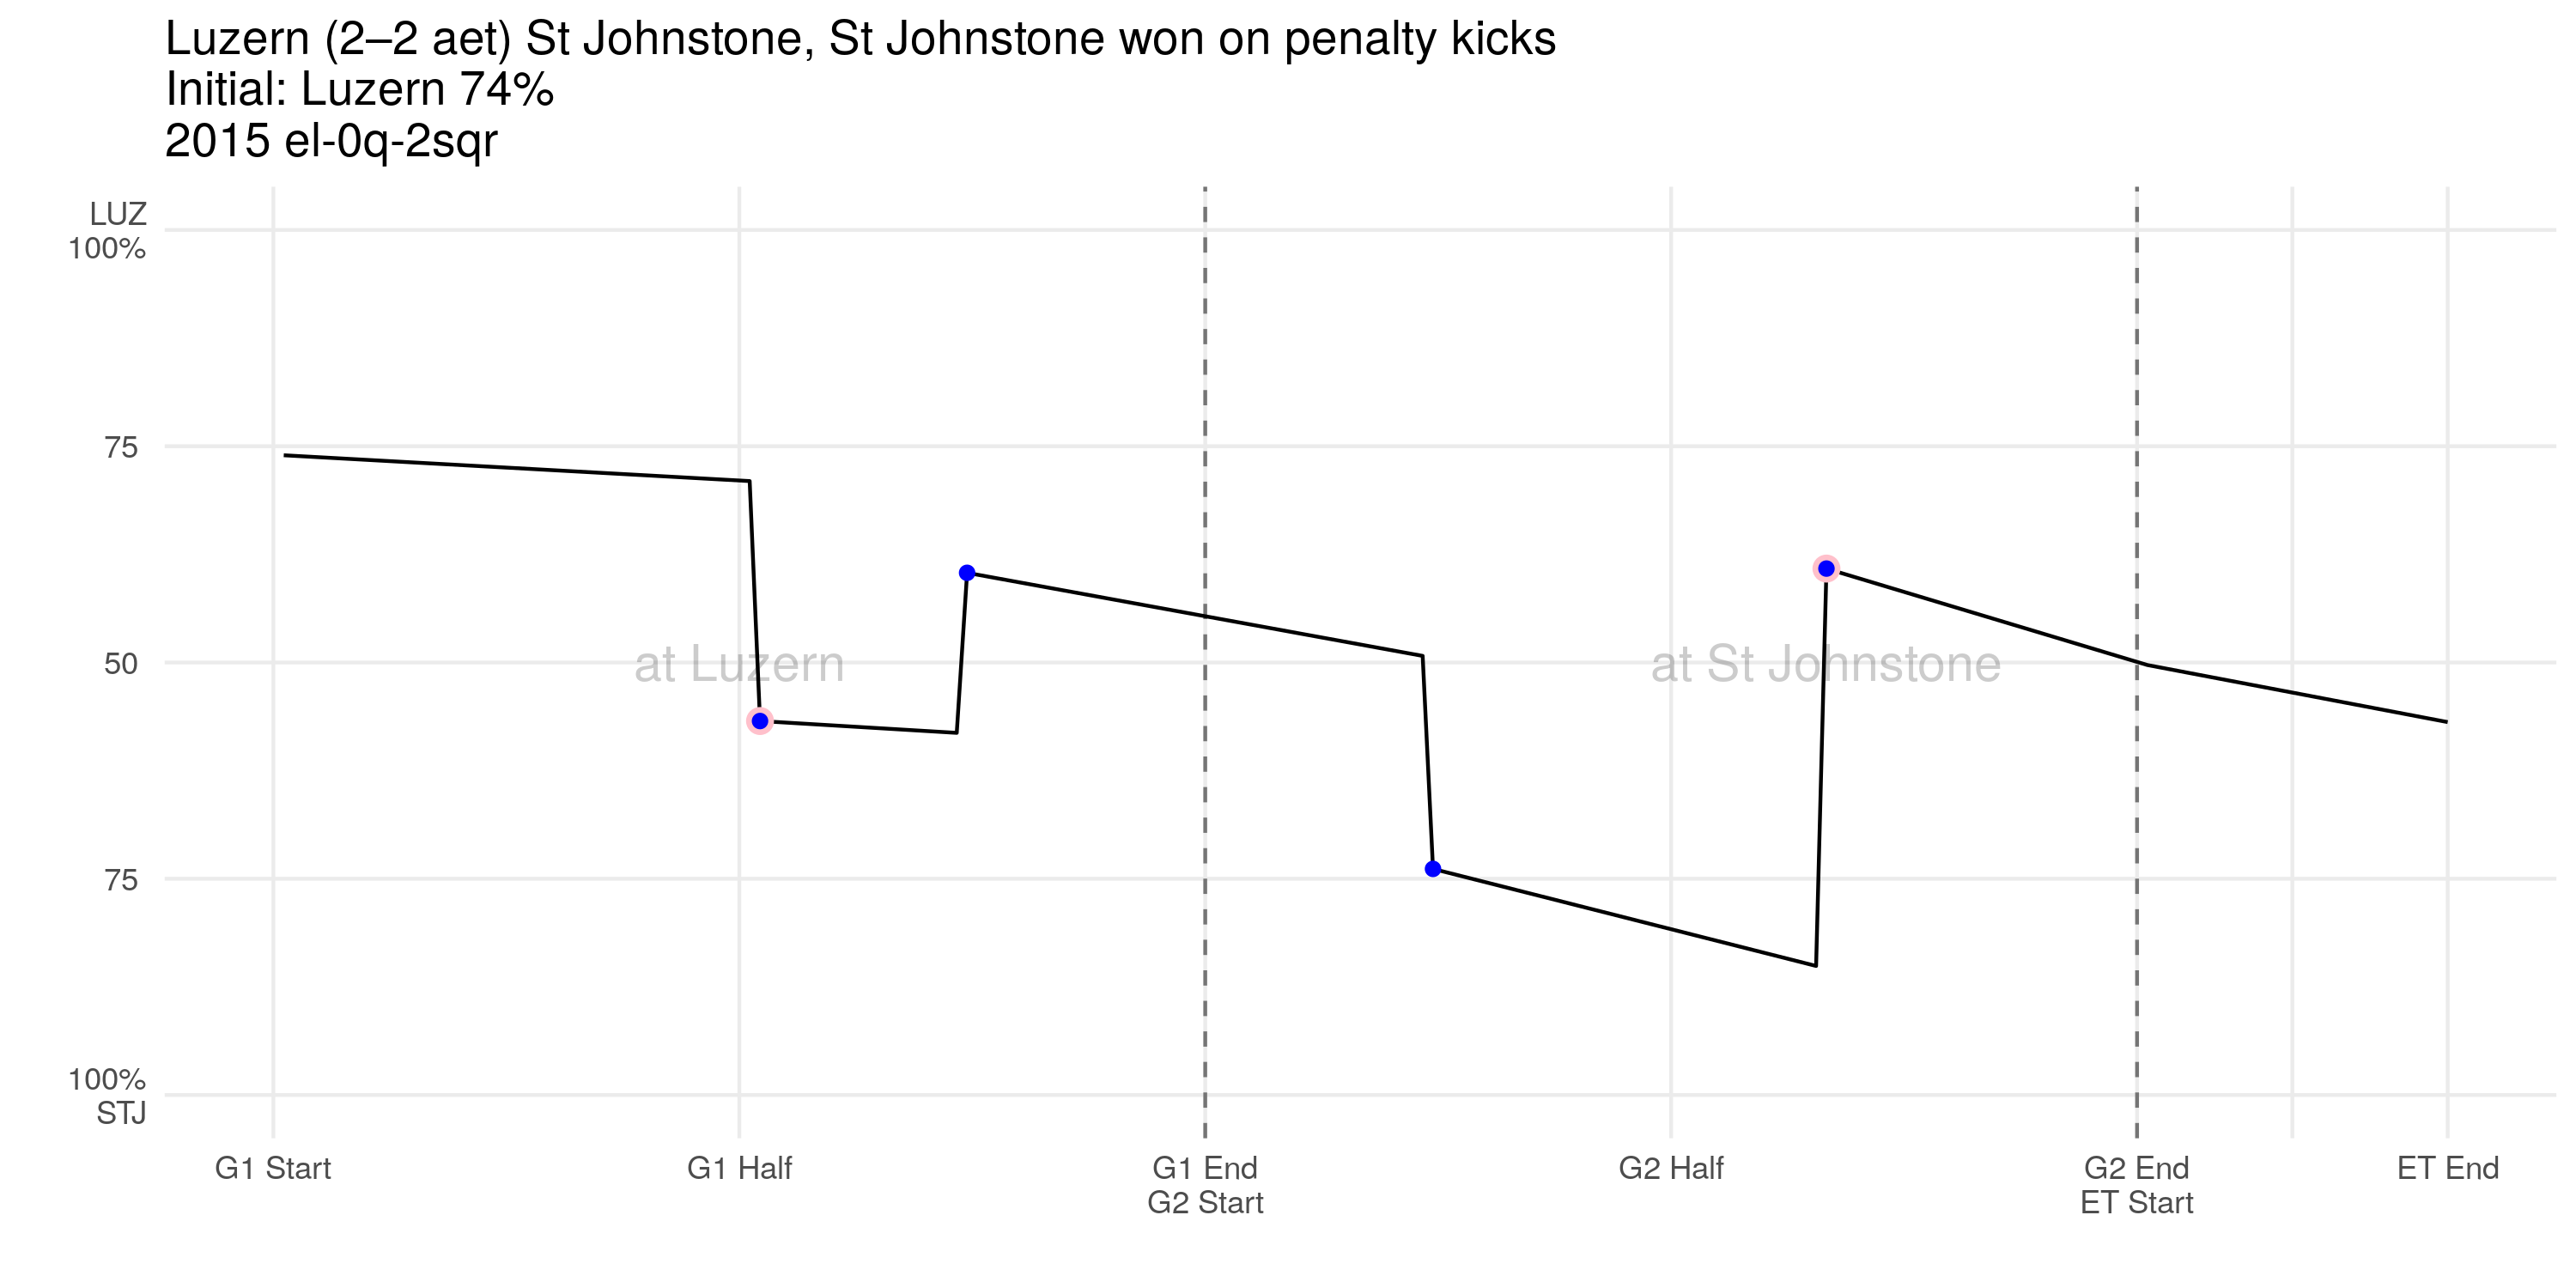 Luzern (2–2 aet) St Johnstone, St Johnstone won on penalty kicks
Initial: Luzern 74%
2015 el-0q-2sqr
LUZ
100%
75
50
75
100%
STJ
at Luzern
at St Johnstone
G1 Start
G1 Half
G1 End
G2 Start
G2 Half
G2 End
ET Start
ET End